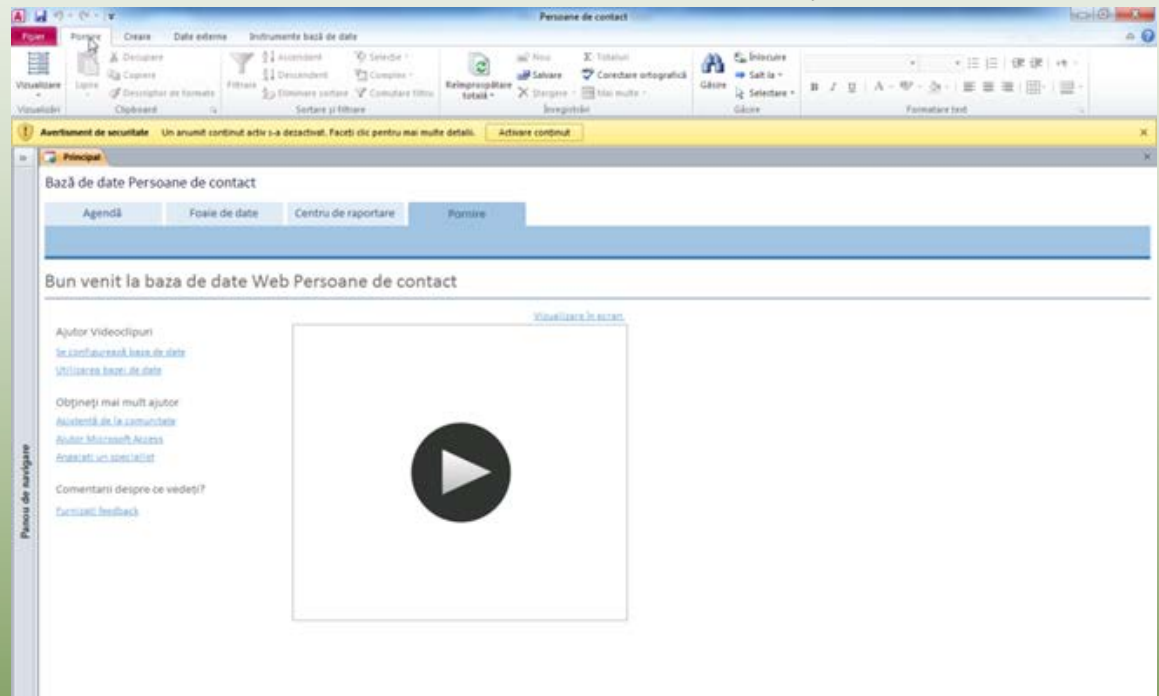 Persoane de contact
Fișier Pornire Creare Date externe Instrumente bază de date
Vizualizare
Vizualizări
Lipire
Decupare
Copiere
Descriptor de formate
Clipboard
Filtrare
Ascendent
Descendent
Eliminare sortare
Selecție
Complex
Comutare filtru
Sortare și filtrare
Reîmprospătare totală
Nou
Salvare
Ștergere
Totaluri
Corectare ortografică
Mai multe
Înregistrări
Găsire
Înlocuire
Salt la
Selectare
Găsire
B I U A
Formatare text
Avertisment de securitate Un anumit conținut activ s-a dezactivat. Faceți clic pentru mai multe detalii. Activare conținut
Principal
Bază de date Persoane de contact
Agendă Foaie de date Centru de raportare Pornire
Bun venit la baza de date Web Persoane de contact
Vizualizare în ecran
Ajutor Videoclipuri
Se configurează baza de date
Utilizarea bazei de date
Obțineți mai mult ajutor
Asistență de la comunitate
Ajutor Microsoft Access
Angajați un specialist
Comentarii despre ce vedeți?
Furnizați feedback
Panou de navigare